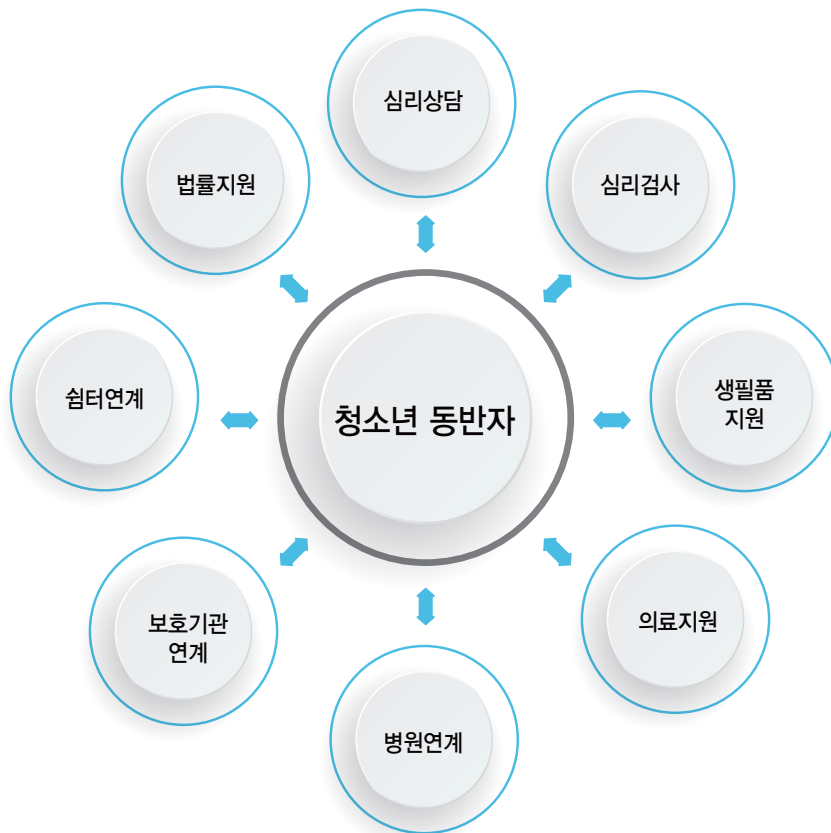 심리상담
법률지원
심리검사
쉼터연계
청소년 동반자
생필품
지원
보호기관
연계
의료지원
병원연계